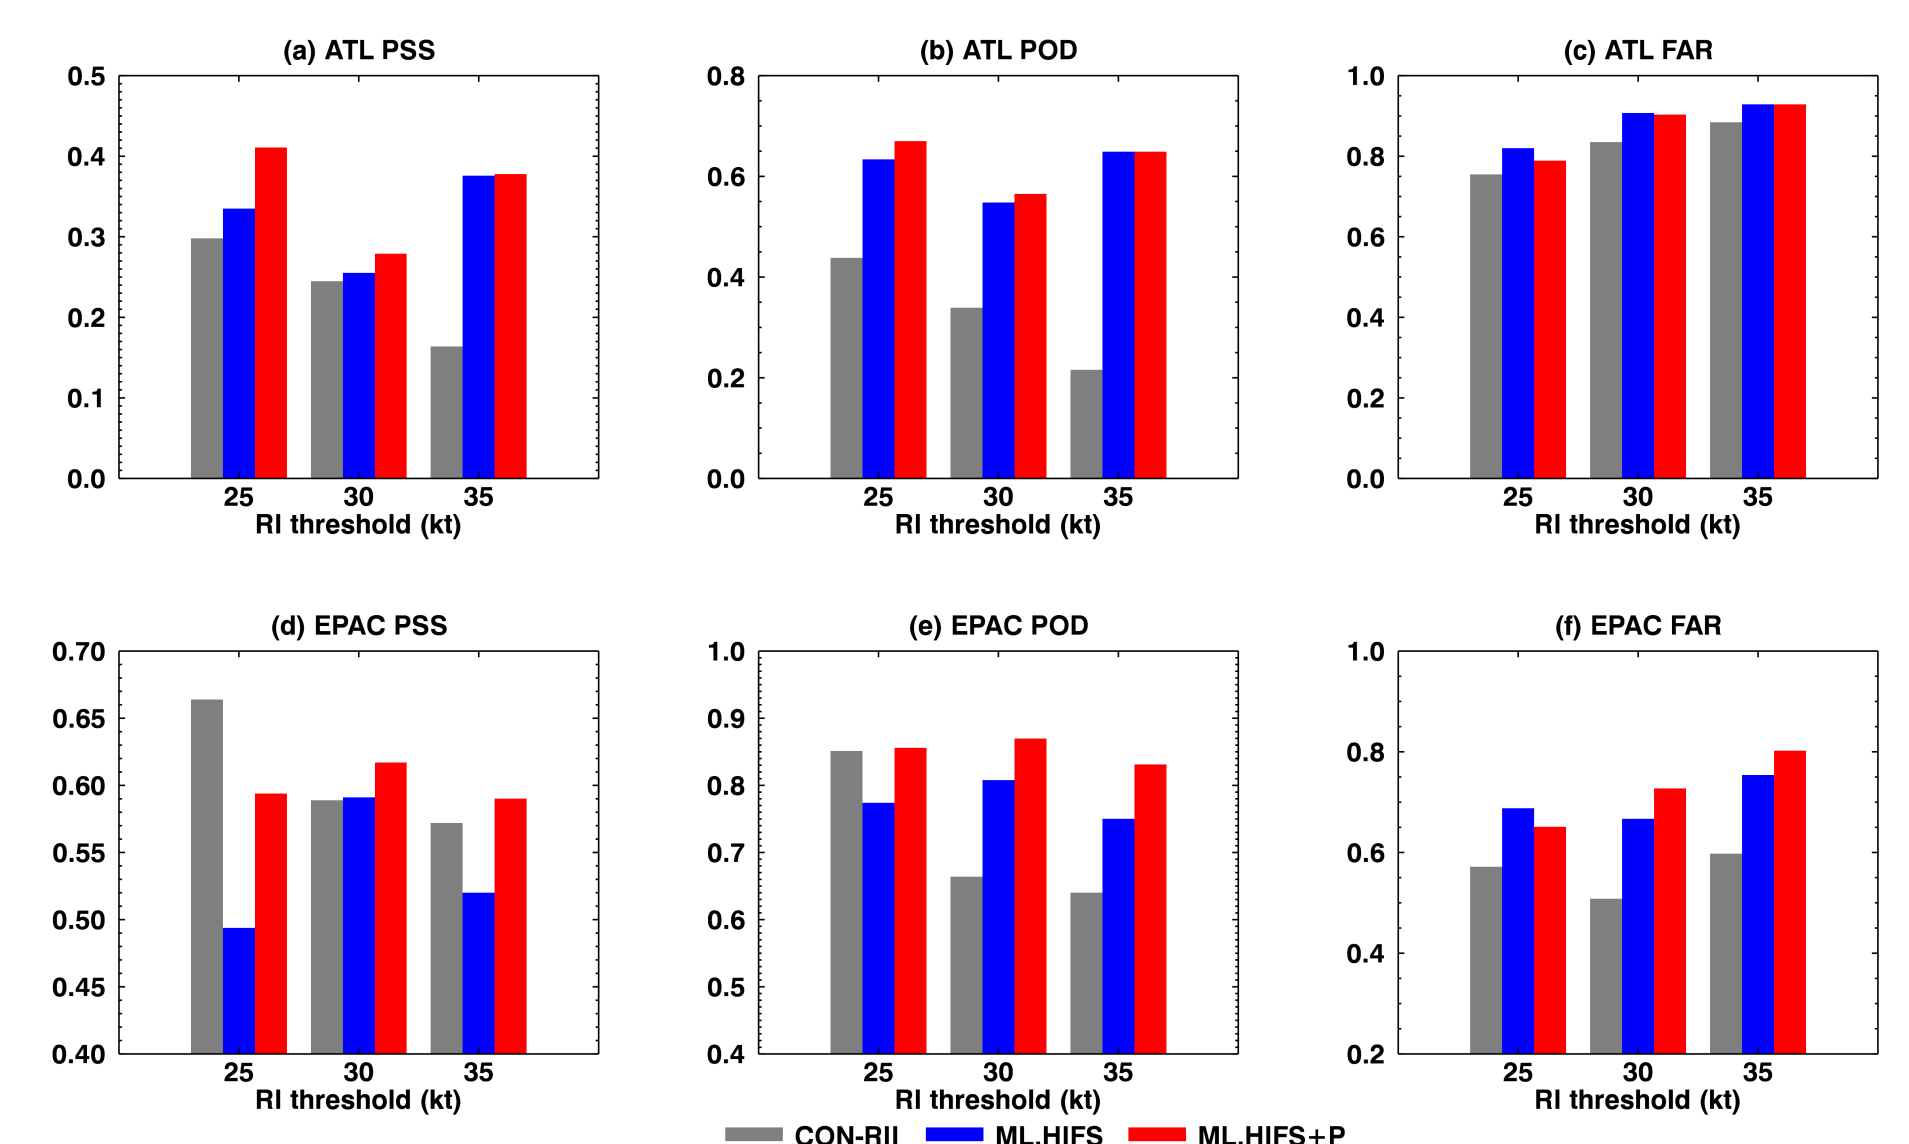 (a) ATL PSS
0.5
0.4
0.3
0.2
0.1
0.0
25 30 35
RI threshold (kt)
(b) ATL POD
0.8
0.6
0.4
0.2
0.0
25 30 35
RI threshold (kt)
(c) ATL FAR
1.0
0.8
0.6
0.4
0.2
0.0
25 30 35
RI threshold (kt)
(d) EPAC PSS
0.70
0.65
0.60
0.55
0.50
0.45
0.40
25 30 35
RI threshold (kt)
(e) EPAC POD
1.0
0.9
0.8
0.7
0.6
0.5
0.4
25 30 35
RI threshold (kt)
(f) EPAC FAR
1.0
0.8
0.6
0.4
0.2
25 30 35
RI threshold (kt)
CON-RII ML.HIFS ML.HIFS+P